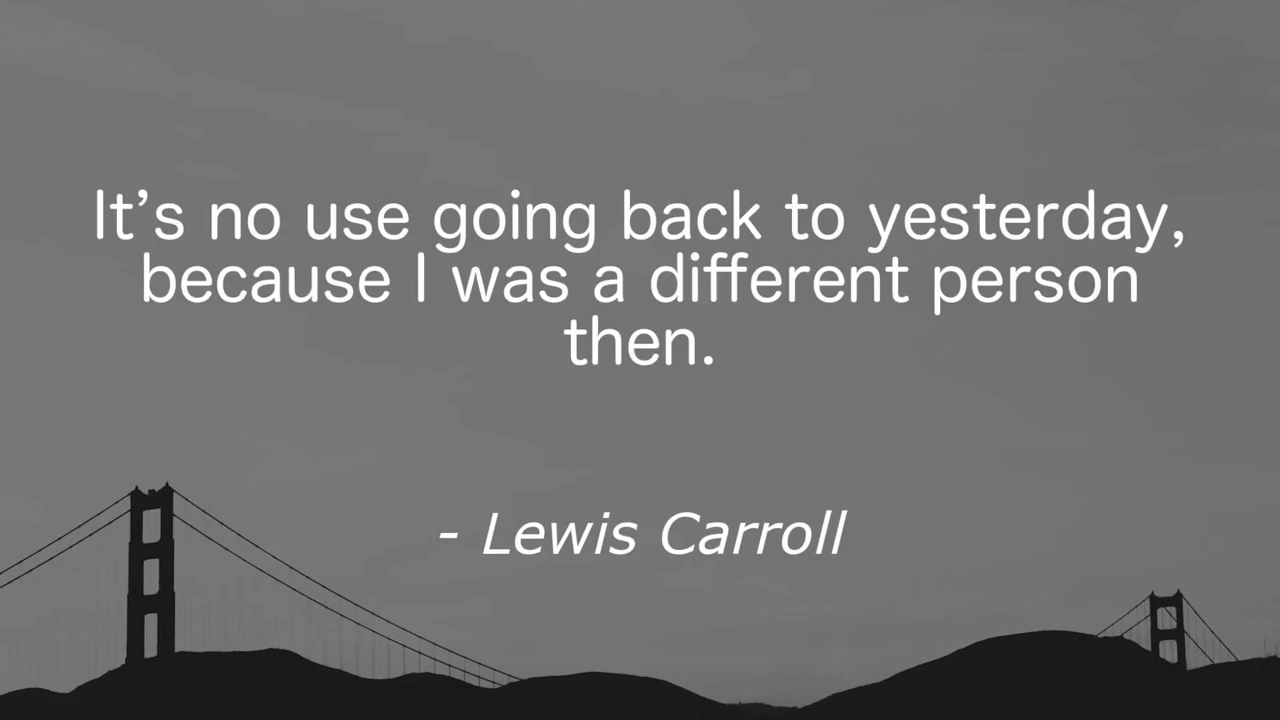 It’s no use going back to yesterday,
because I was a different person
then.
- Lewis Carroll